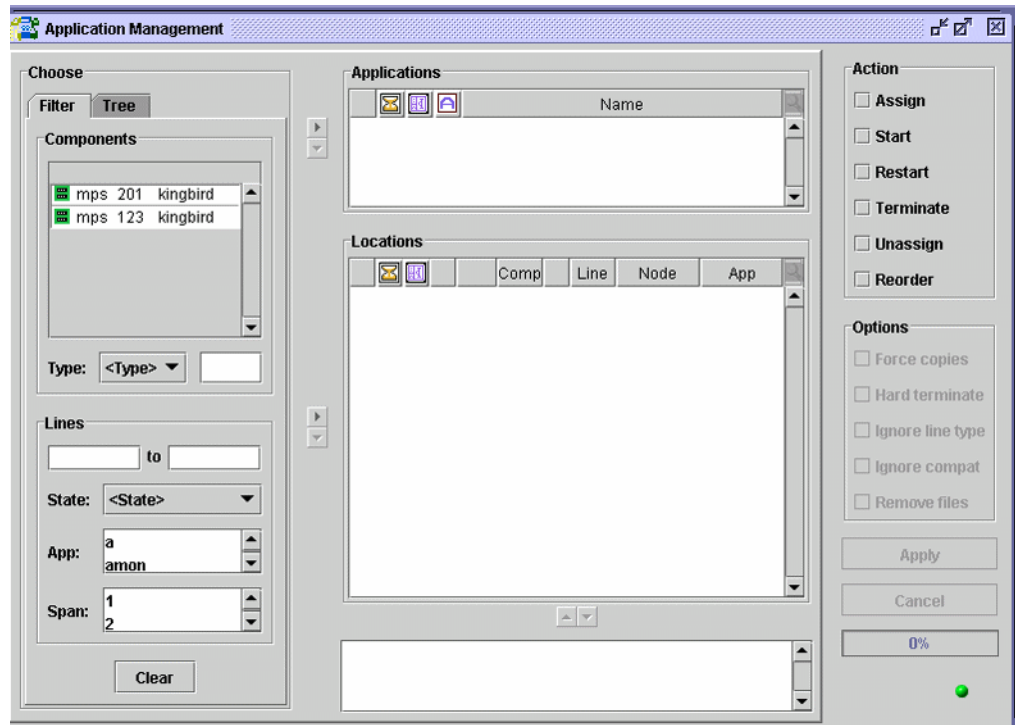 Application Management
Choose
Filter
Tree
Components
mps 201 kingbird
mps 123 kingbird
Type:
<Type>
Lines
to
State:
<State>
App:
a
amon
Span:
1
2
Clear
Applications
A
Name
Locations
Comp
Line
Node
App
Action
Assign
Start
Restart
Terminate
Unassign
Reorder
Options
Force copies
Hard terminate
Ignore line type
Ignore compat
Remove files
Apply
Cancel
0%